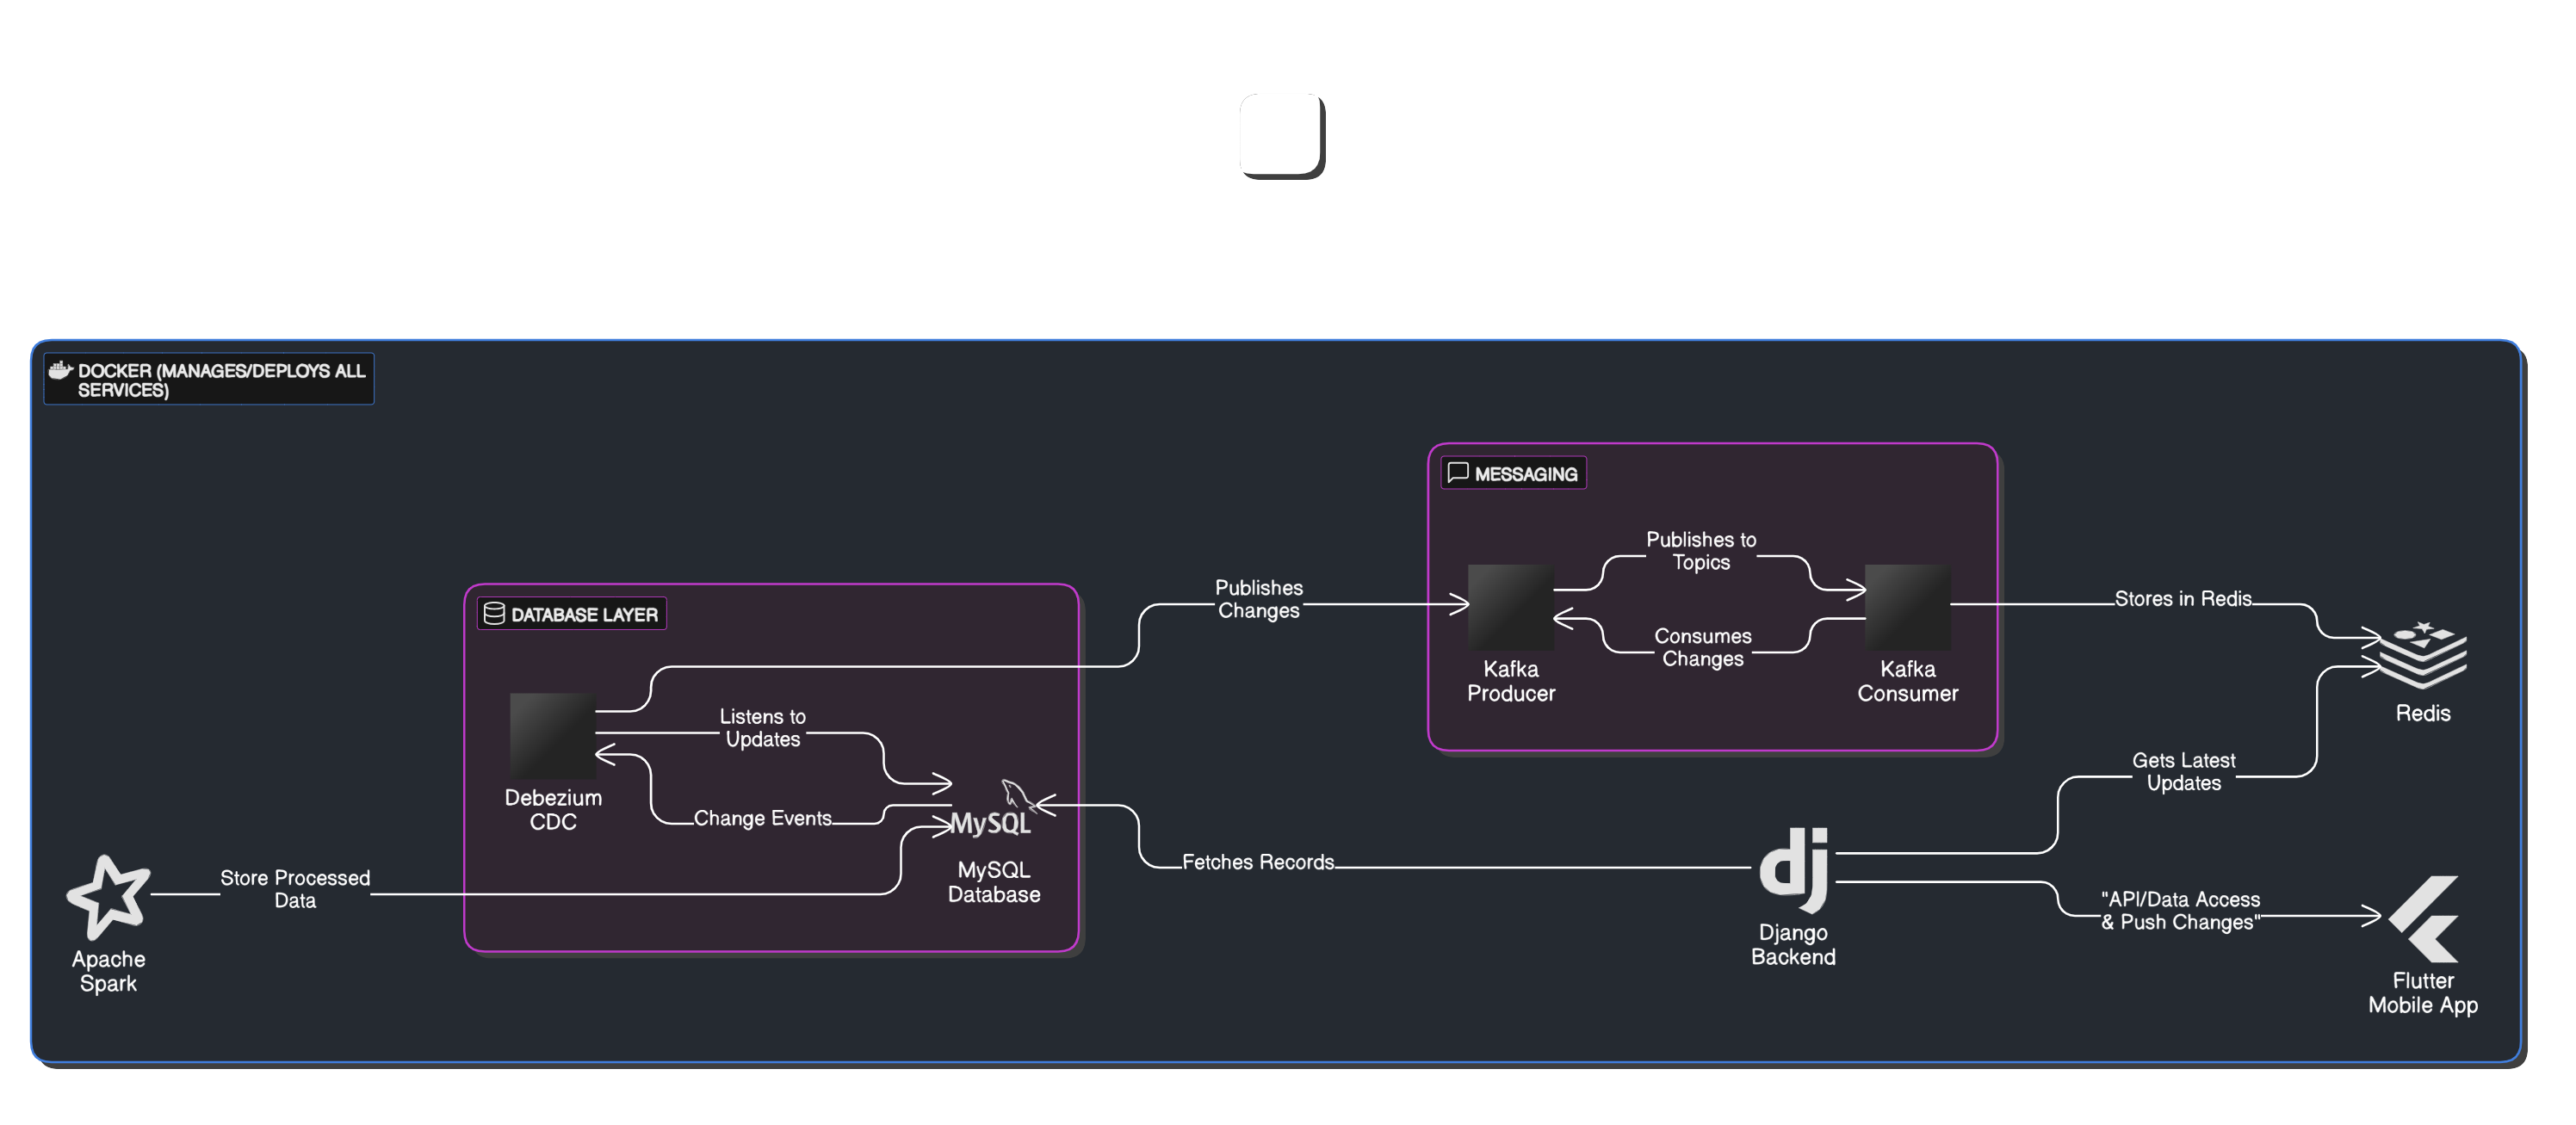 DOCKER (MANAGES/DEPLOYS ALL
SERVICES)
MESSAGING
Publishes to
Topics
Consumes
Changes
Kafka
Producer
Kafka
Consumer
Publishes
Changes
Stores in Redis
Redis
DATABASE LAYER
Listens to
Updates
Change Events
Debezium
CDC
MySQL
MySQL
Database
Gets Latest
Updates
Fetches Records
Store Processed
Data
dj
Django
Backend
"API/Data Access
& Push Changes"
Apache
Spark
Flutter
Mobile App